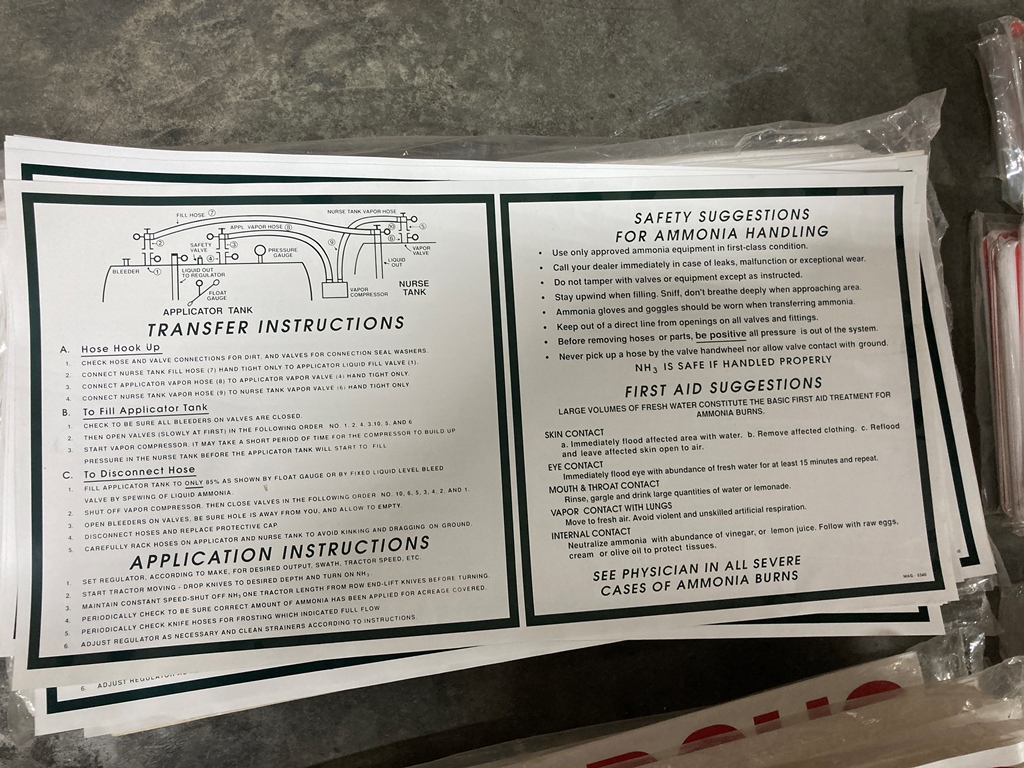 FILL HOSE 7
NURSE TANK VAPOR HOSE
APPL. VAPOR HOSE 8
2
SAFETY VALVE
3
4
PRESSURE GAUGE
9
10
5
6
VAPOR VALVE
BLEEDER
1
LIQUID OUT TO REGULATOR
FLOAT GAUGE
LIQUID OUT
VAPOR COMPRESSOR
NURSE TANK
APPLICATOR TANK
TRANSFER INSTRUCTIONS
A. Hose Hook Up
1. CHECK HOSE AND VALVE CONNECTIONS FOR DIRT, AND VALVES FOR CONNECTION SEAL WASHERS.
2. CONNECT NURSE TANK FILL HOSE (7) HAND TIGHT ONLY TO APPLICATOR LIQUID FILL VALVE (1).
3. CONNECT APPLICATOR VAPOR HOSE (8) TO APPLICATOR VAPOR VALVE (4) HAND TIGHT ONLY.
4. CONNECT NURSE TANK VAPOR HOSE (9) TO NURSE TANK VAPOR VALVE (6) HAND TIGHT ONLY
B. To Fill Applicator Tank
1. CHECK TO BE SURE ALL BLEEDERS ON VALVES ARE CLOSED.
2. THEN OPEN VALVES (SLOWLY AT FIRST) IN THE FOLLOWING ORDER NO. 1, 2, 4, 3,10, 5, AND 6
3. START VAPOR COMPRESSOR, IT MAY TAKE A SHORT PERIOD OF TIME FOR THE COMPRESSOR TO BUILD UP
PRESSURE IN THE NURSE TANK BEFORE THE APPLICATOR TANK WILL START TO FILL
C. To Disconnect Hose
1. FILL APPLICATOR TANK TO ONLY 85% AS SHOWN BY FLOAT GAUGE OR BY FIXED LIQUID LEVEL BLEED
VALVE BY SPEWING OF LIQUID AMMONIA.
2. SHUT OFF VAPOR COMPRESSOR. THEN CLOSE VALVES IN THE FOLLOWING ORDER NO. 10, 6, 5, 3, 4, 2, AND 1.
3. OPEN BLEEDERS ON VALVES, BE SURE HOLE IS AWAY FROM YOU, AND ALLOW TO EMPTY.
4. DISCONNECT HOSES AND REPLACE PROTECTIVE CAP
5. CAREFULLY RACK HOSES ON APPLICATOR AND NURSE TANK TO AVOID KINKING AND DRAGGING ON GROUND.
APPLICATION INSTRUCTIONS
1. SET REGULATOR, ACCORDING TO MAKE, FOR DESIRED OUTPUT, SWATH, TRACTOR SPEED, ETC.
2. START TRACTOR MOVING - DROP KNIVES TO DESIRED DEPTH AND TURN ON NH3
3. MAINTAIN CONSTANT SPEED-SHUT OFF NH3 ONE TRACTOR LENGTH FROM ROW END-LIFT KNIVES BEFORE TURNING.
4. PERIODICALLY CHECK TO BE SURE CORRECT AMOUNT OF AMMONIA HAS BEEN APPLIED FOR ACREAGE COVERED.
5. PERIODICALLY CHECK KNIFE HOSES FOR FROSTING WHICH INDICATED FULL FLOW
6. ADJUST REGULATOR AS NECESSARY AND CLEAN STRAINERS ACCORDING TO INSTRUCTIONS.
SAFETY SUGGESTIONS
FOR AMMONIA HANDLING
• Use only approved ammonia equipment in first-class condition.
• Call your dealer immediately in case of leaks, malfunction or exceptional wear.
• Do not tamper with valves or equipment except as instructed.
• Stay upwind when filling. Sniff, don't breathe deeply when approaching area.
• Ammonia gloves and goggles should be worn when transferring ammonia.
• Keep out of a direct line from openings on all valves and fittings.
• Before removing hoses or parts, be positive all pressure is out of the system.
• Never pick up a hose by the valve handwheel nor allow valve contact with ground.
NH3 IS SAFE IF HANDLED PROPERLY
FIRST AID SUGGESTIONS
LARGE VOLUMES OF FRESH WATER CONSTITUTE THE BASIC FIRST AID TREATMENT FOR
AMMONIA BURNS.
SKIN CONTACT
a. Immediately flood affected area with water. b. Remove affected clothing. c. Reflood
and leave affected skin open to air.
EYE CONTACT
Immediately flood eye with abundance of fresh water for at least 15 minutes and repeat.
MOUTH & THROAT CONTACT
Rinse, gargle and drink large quantities of water or lemonade.
VAPOR CONTACT WITH LUNGS
Move to fresh air. Avoid violent and unskilled artificial respiration.
INTERNAL CONTACT
Neutralize ammonia with abundance of vinegar, or lemon juice. Follow with raw eggs,
cream or olive oil to protect tissues.
SEE PHYSICIAN IN ALL SEVERE
CASES OF AMMONIA BURNS
6. ADJUST REGULATOR